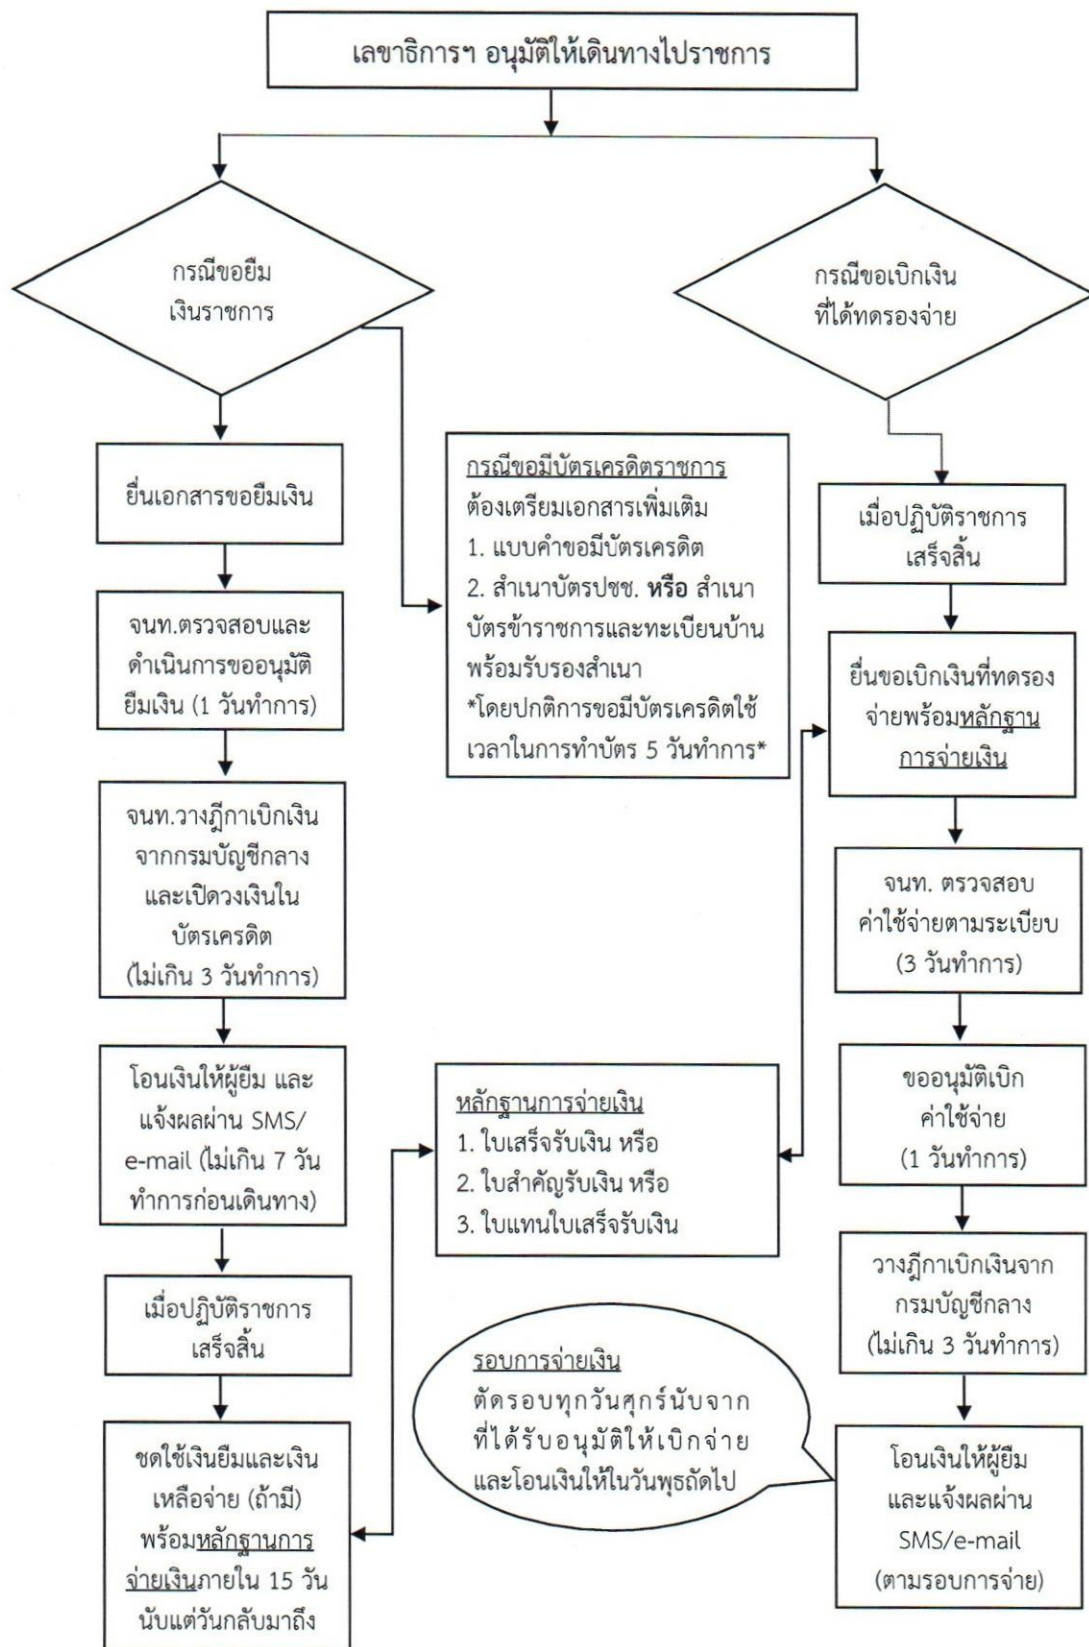 เลขาธิการฯ อนุมัติให้เดินทางไปราชการ
กรณีขอยืม
เงินราชการ
ยื่นเอกสารขอยืมเงิน
จนท.ตรวจสอบและ
ดำเนินการขออนุมัติ
ยืมเงิน (1 วันทำการ)
จนท.วางฎีกาเบิกเงิน
จากกรมบัญชีกลาง
และเปิดวงเงินใน
บัตรเครดิต
(ไม่เกิน 3 วันทำการ)
โอนเงินให้ผู้ยืม และ
แจ้งผลผ่าน SMS/
e-mail (ไม่เกิน 7 วัน
ทำการก่อนเดินทาง)
เมื่อปฏิบัติราชการ
เสร็จสิ้น
ชดใช้เงินยืมและเงิน
เหลือจ่าย (ถ้ามี)
พร้อมหลักฐานการ
จ่ายเงินภายใน 15 วัน
นับแต่วันกลับมาถึง
กรณีขอมีบัตรเครดิตราชการ
ต้องเตรียมเอกสารเพิ่มเติม
1. แบบคำขอมีบัตรเครดิต
2. สำเนาบัตรปชช. หรือ สำเนา
บัตรข้าราชการและทะเบียนบ้าน
พร้อมรับรองสำเนา
*โดยปกติการขอมีบัตรเครดิตใช้
เวลาในการทำบัตร 5 วันทำการ*
หลักฐานการจ่ายเงิน
1. ใบเสร็จรับเงิน หรือ
2. ใบสำคัญรับเงิน หรือ
3. ใบแทนใบเสร็จรับเงิน
รอบการจ่ายเงิน
ตัดรอบทุกวันศุกร์นับจาก
ที่ได้รับอนุมัติให้เบิกจ่าย
และโอนเงินให้ในวันพุธถัดไป
กรณีขอเบิกเงิน
ที่ได้ทดรองจ่าย
เมื่อปฏิบัติราชการ
เสร็จสิ้น
ยื่นขอเบิกเงินที่ทดรอง
จ่ายพร้อมหลักฐาน
การจ่ายเงิน
จนท. ตรวจสอบ
ค่าใช้จ่ายตามระเบียบ
(3 วันทำการ)
ขออนุมัติเบิก
ค่าใช้จ่าย
(1 วันทำการ)
วางฎีกาเบิกเงินจาก
กรมบัญชีกลาง
(ไม่เกิน 3 วันทำการ)
โอนเงินให้ผู้ยืม
และแจ้งผลผ่าน
SMS/e-mail
(ตามรอบการจ่าย)